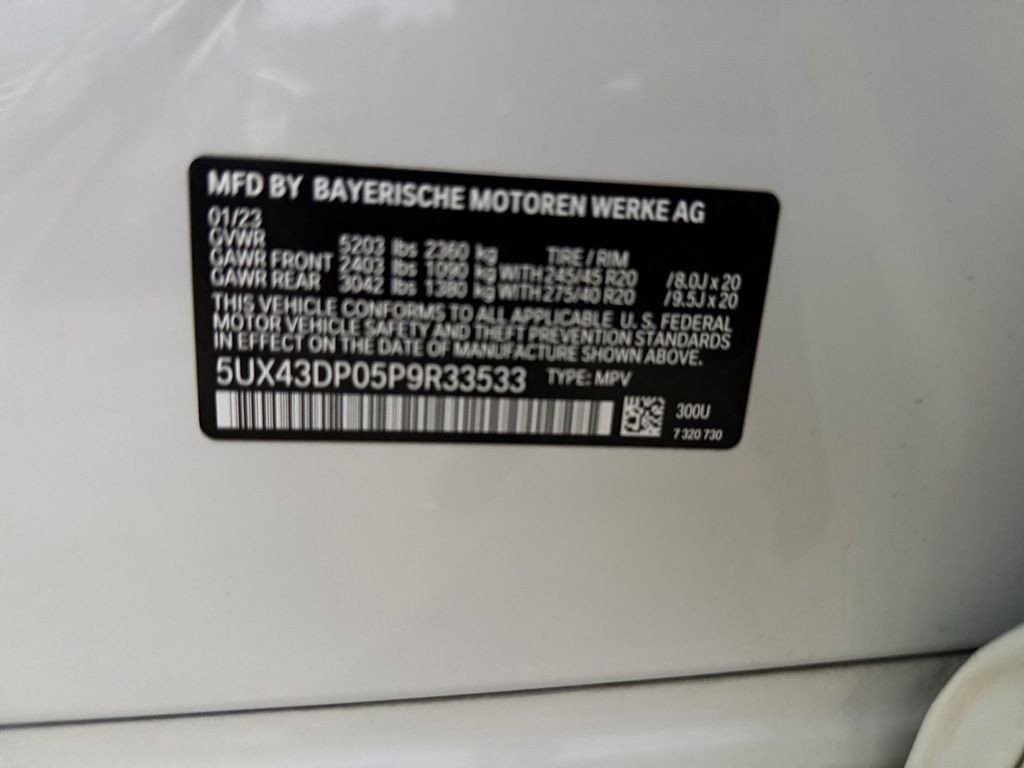 MFD BY BAYERISCHE MOTOREN WERKE AG
01/23
GVWR 5203 lbs 2360 kg TIRE / RIM
GAWR FRONT 2403 lbs 1090 kg WITH 245/45 R20 /8.0J x 20
GAWR REAR 3042 lbs 1380 kg WITH 275/40 R20 /9.5J x 20
THIS VEHICLE CONFORMS TO ALL APPLICABLE U. S. FEDERAL
MOTOR VEHICLE SAFETY AND THEFT PREVENTION STANDARDS
IN EFFECT ON THE DATE OF MANUFACTURE SHOWN ABOVE.
5UX43DP05P9R33533 TYPE: MPV
300U
7 320 730